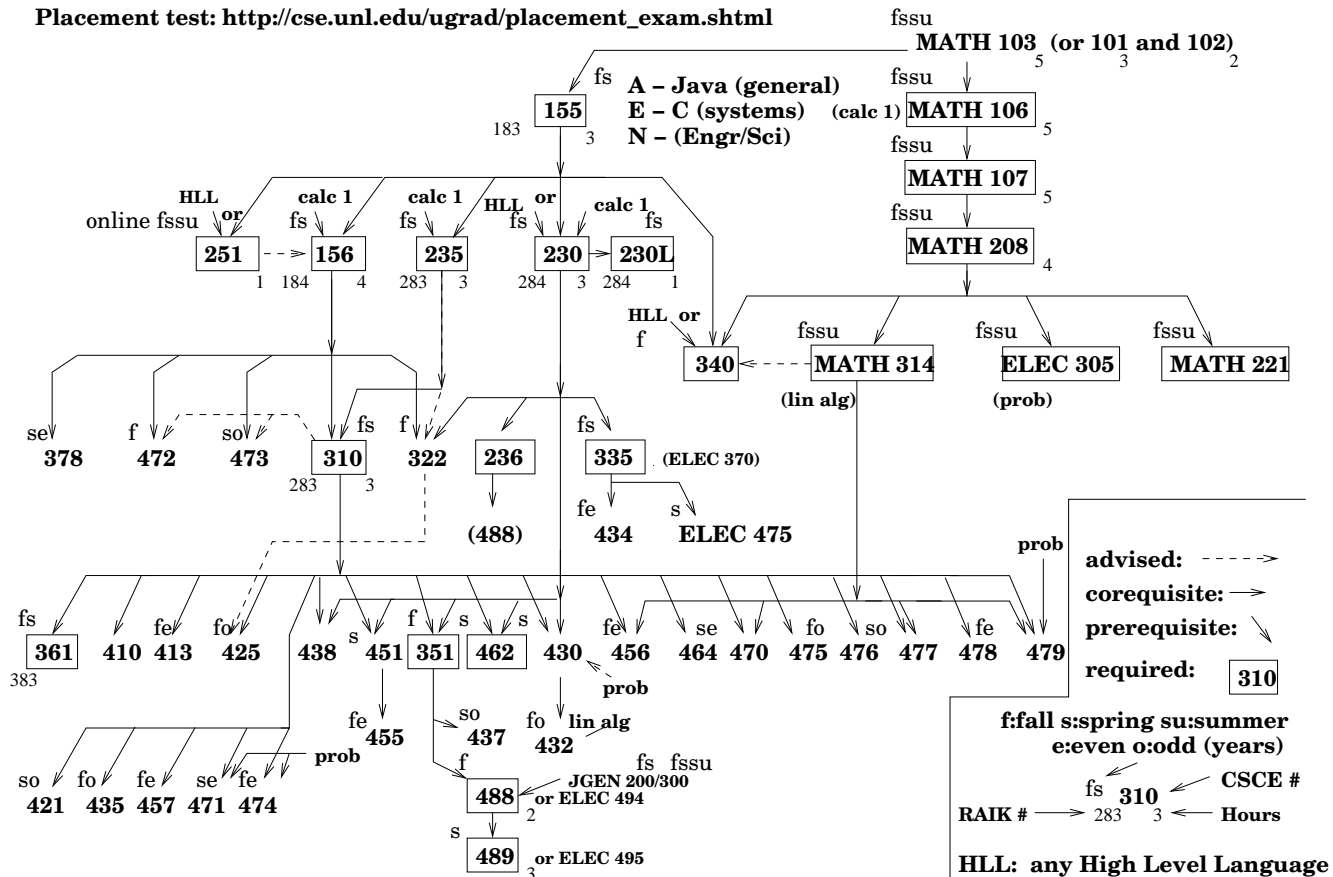 Placement test: http://cse.unl.edu/ugrad/placement_exam.shtml
fssu
MATH 103 (or 101 and 102)
5 3 2
fs
A – Java (general)
E – C (systems)
N – (Engr/Sci)
155
183 3
fssu
(calc 1) MATH 106
5
fssu
MATH 107
5
fssu
MATH 208
4
HLL or
calc 1
calc 1
HLL or
calc 1
online fssu
fs
fs
fs
fs
251
156
235
230
230L
1
184 4
283 3
284 3
284 1
HLL or
f
340
fssu
MATH 314
(lin alg)
fssu
ELEC 305
(prob)
fssu
MATH 221
se
378
f
472
so
473
fs
310
283 3
f
322
236
fs
335
(ELEC 370)
(488)
fe
434
s
ELEC 475
prob
fs
361
383
410
fe
413
fo
425
438
s
451
f
351
s
462
s
430
prob
fe
456
464
se
470
475
fo
476
so
477
478
fe
479
fe
455
so
437
fo
432
lin alg
prob
so
421
fo
435
fe
457
se
471
fe
474
f
fs fssu
JGEN 200/300
488
or ELEC 494
2
s
489
or ELEC 495
3
advised:
corequisite:
prerequisite:
required:
310
f:fall s:spring su:summer
e:even o:odd (years)
fs
310
CSCE #
RAIK #
283 3
Hours
HLL: any High Level Language